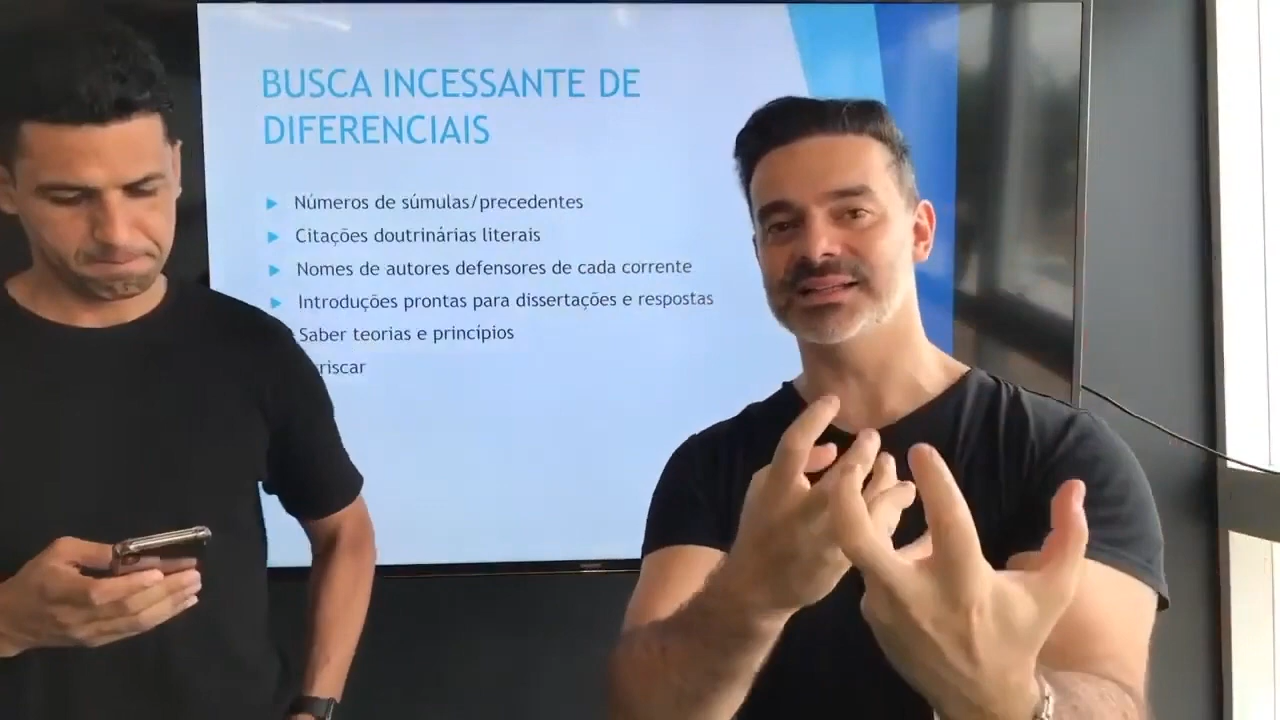 BUSCA INCESSANTE DE
DIFERENCIAIS
Números de súmulas/precedentes
Citações doutrinárias literais
Nomes de autores defensores de cada corrente
Introduções prontas para dissertações e respostas
Saber teorias e princípios
riscar